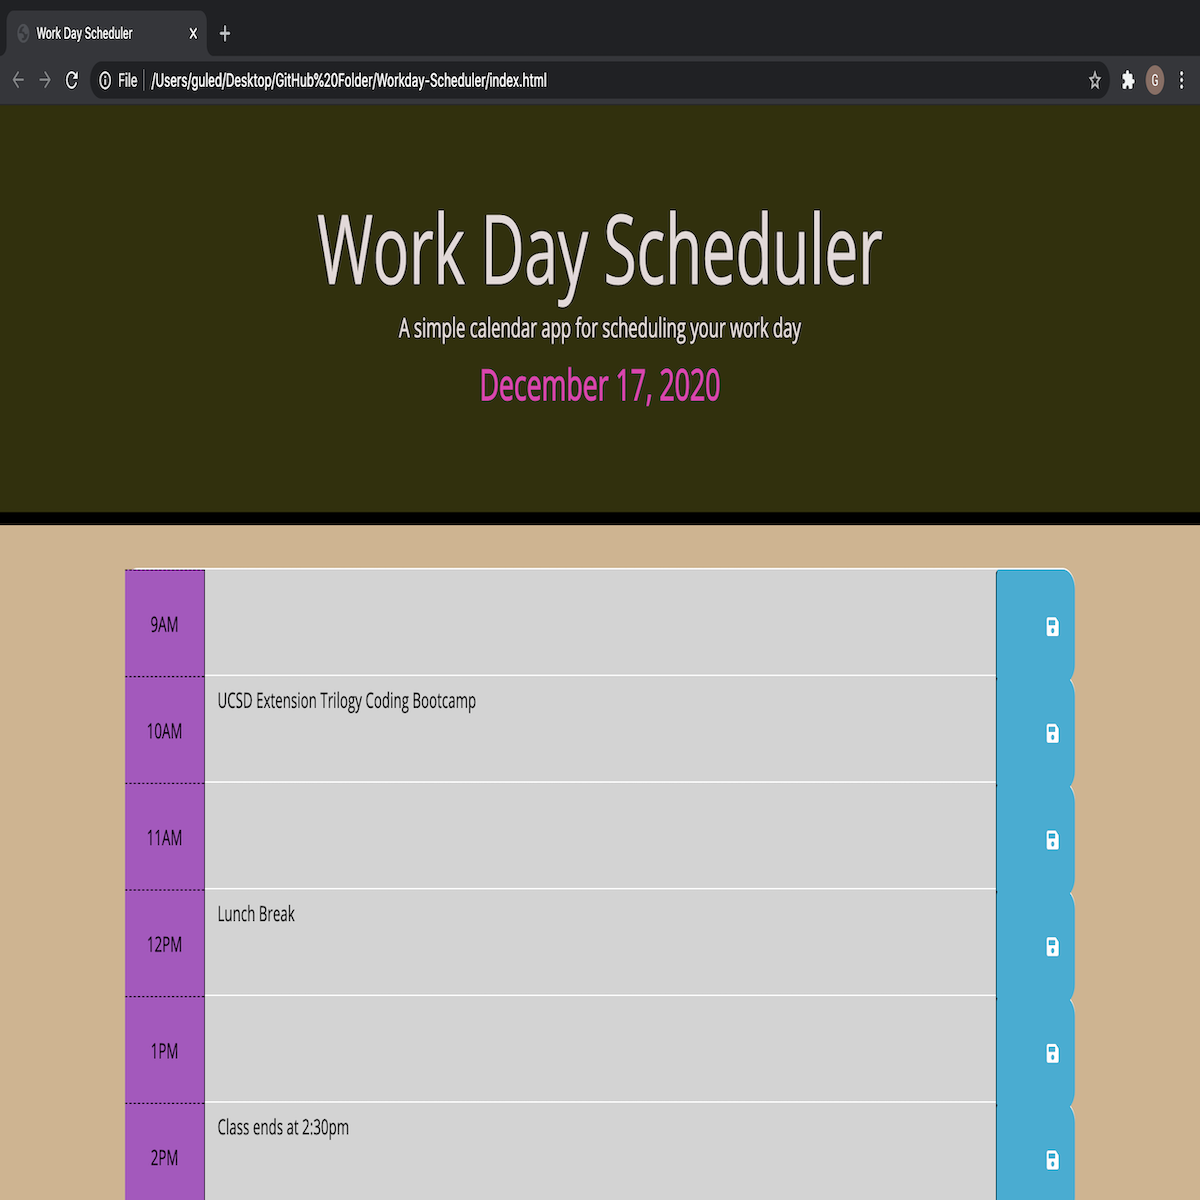 Work Day Scheduler
File /Users/guled/Desktop/GitHub%20Folder/Workday-Scheduler/index.html
G
Work Day Scheduler
A simple calendar app for scheduling your work day
December 17, 2020
9AM
10AM UCSD Extension Trilogy Coding Bootcamp
11AM
12PM Lunch Break
1PM
2PM Class ends at 2:30pm